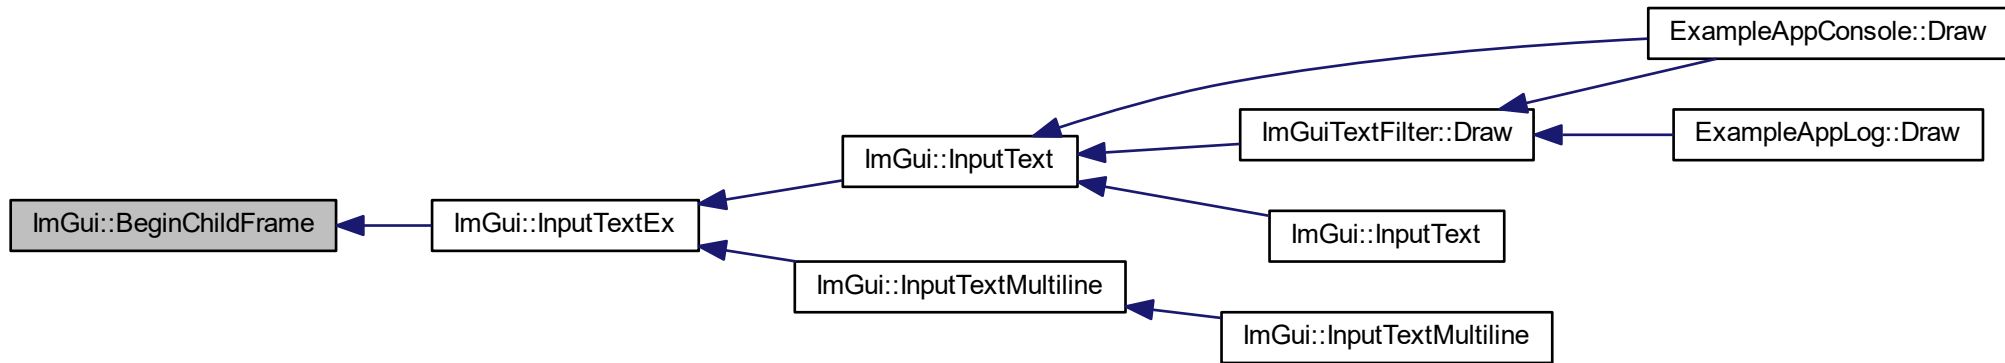 ExampleAppConsole::Draw
ImGuiTextFilter::Draw
ExampleAppLog::Draw
ImGui::InputText
ImGui::BeginChildFrame
ImGui::InputTextEx
ImGui::InputText
ImGui::InputTextMultiline
ImGui::InputTextMultiline